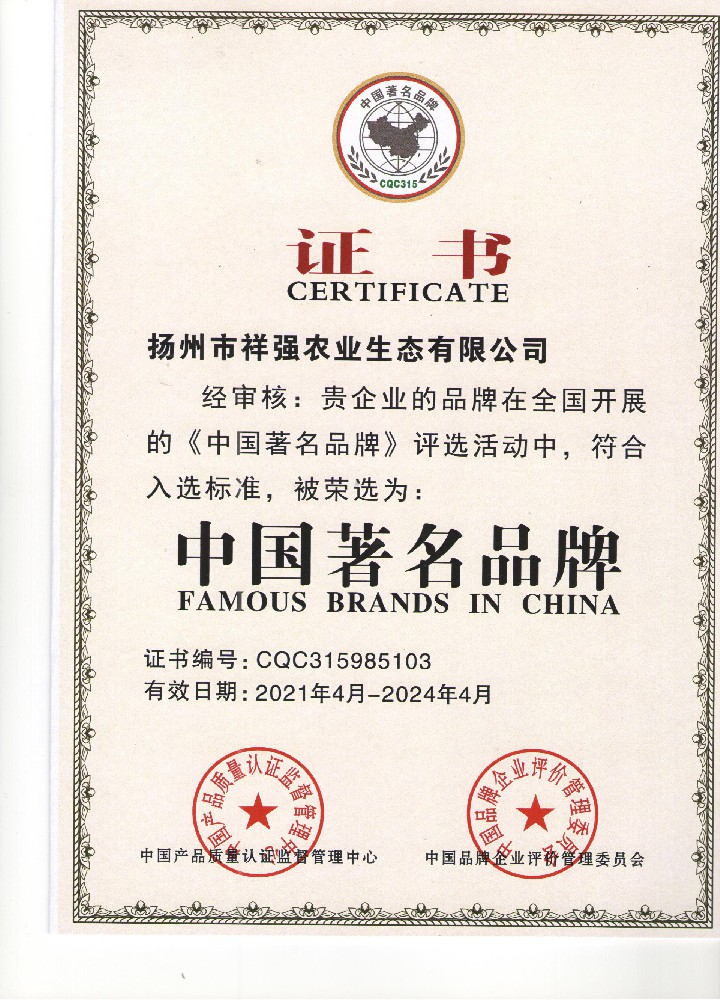 中国著名品牌
CQC315
证 书
CERTIFICATE
扬州市祥强农业生态有限公司
经审核：贵企业的品牌在全国开展
的《中国著名品牌》评选活动中，符合
入选标准，被荣选为：
中国著名品牌
FAMOUS BRANDS IN CHINA
证书编号：CQC315985103
有效日期：2021年4月-2024年4月
中国产品质量认证监督管理中心
中国品牌企业评价管理委员会
中国产品质量认证监督管理中心
中国品牌企业评价管理委员会